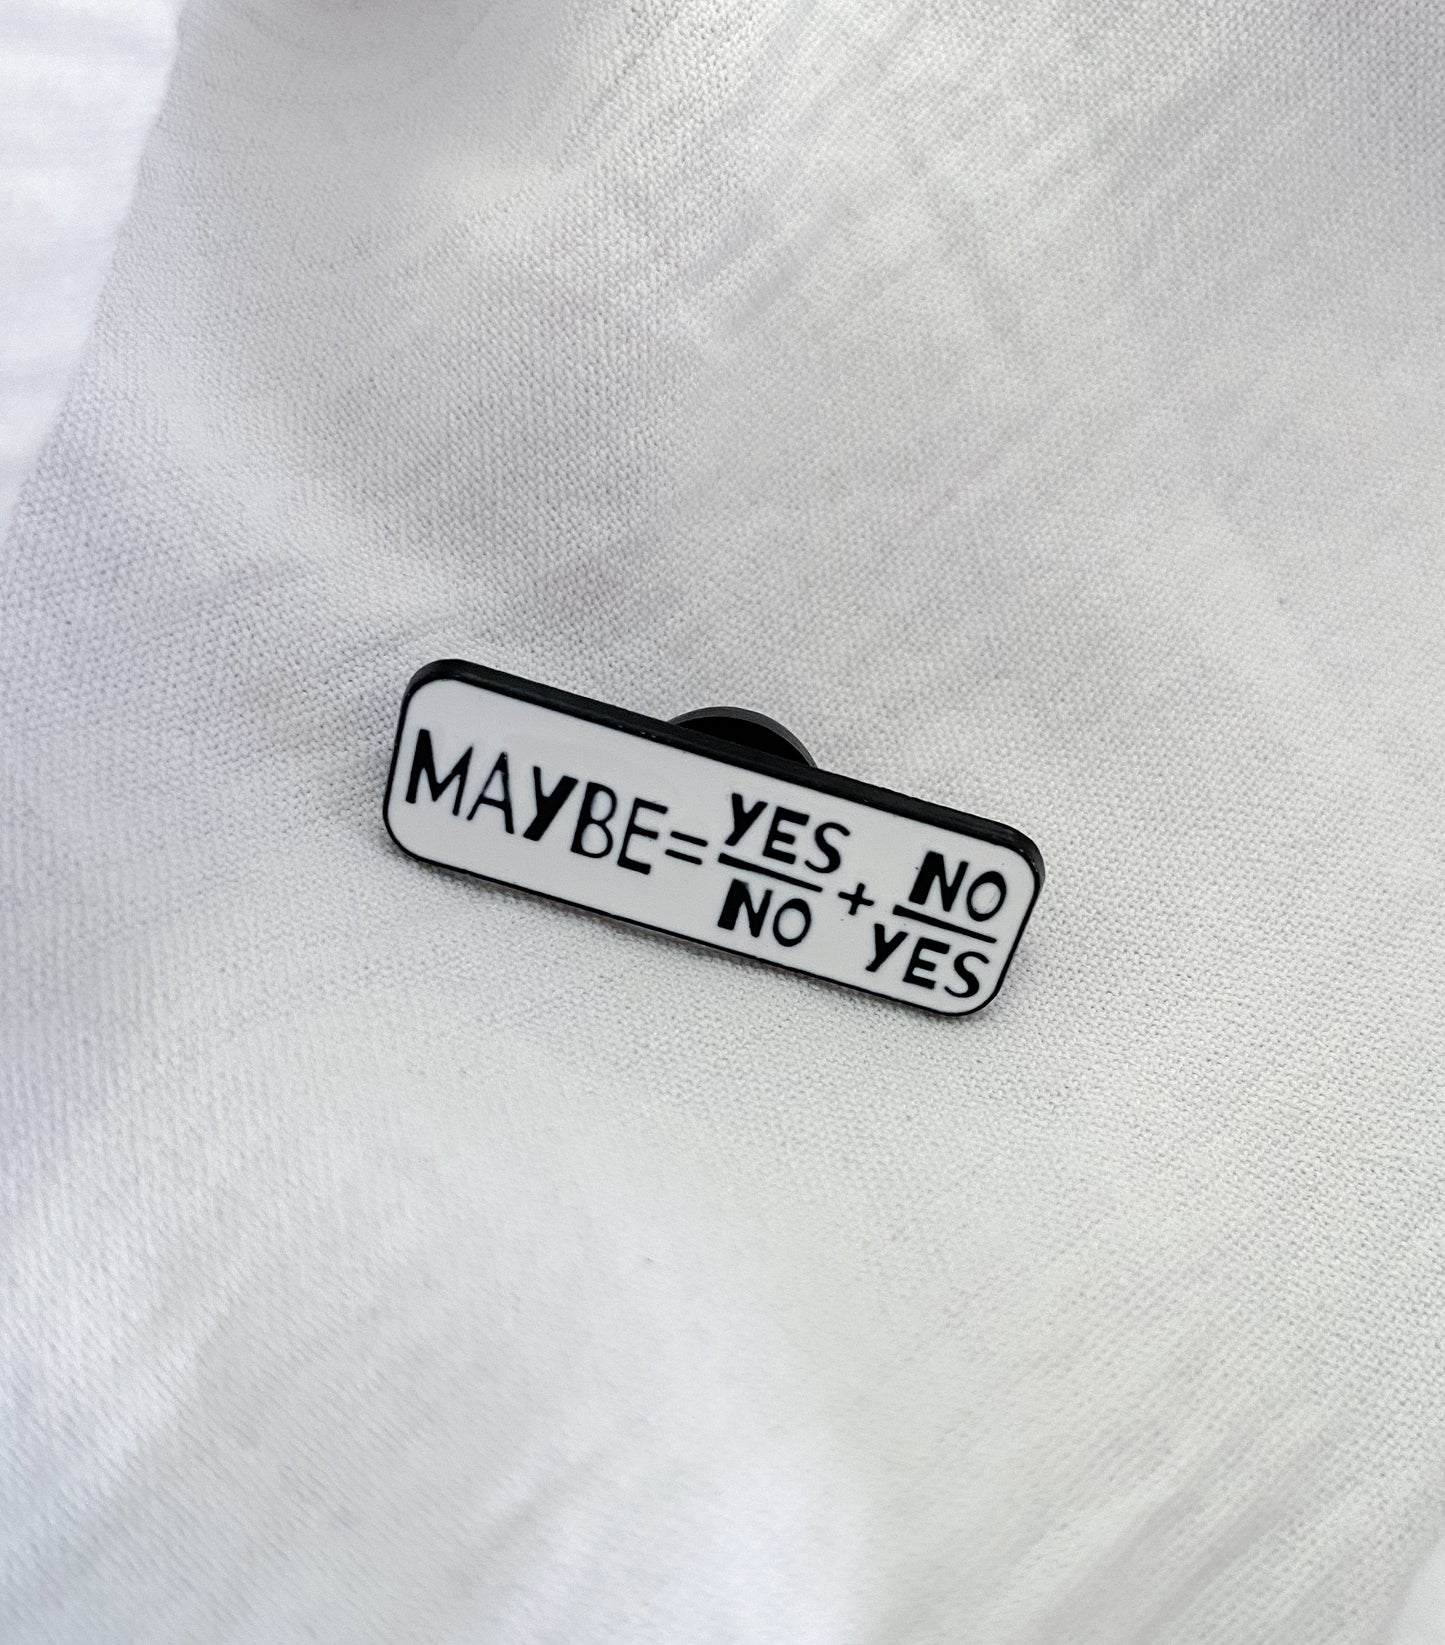 MAYBE = YES/NO + NO/YES